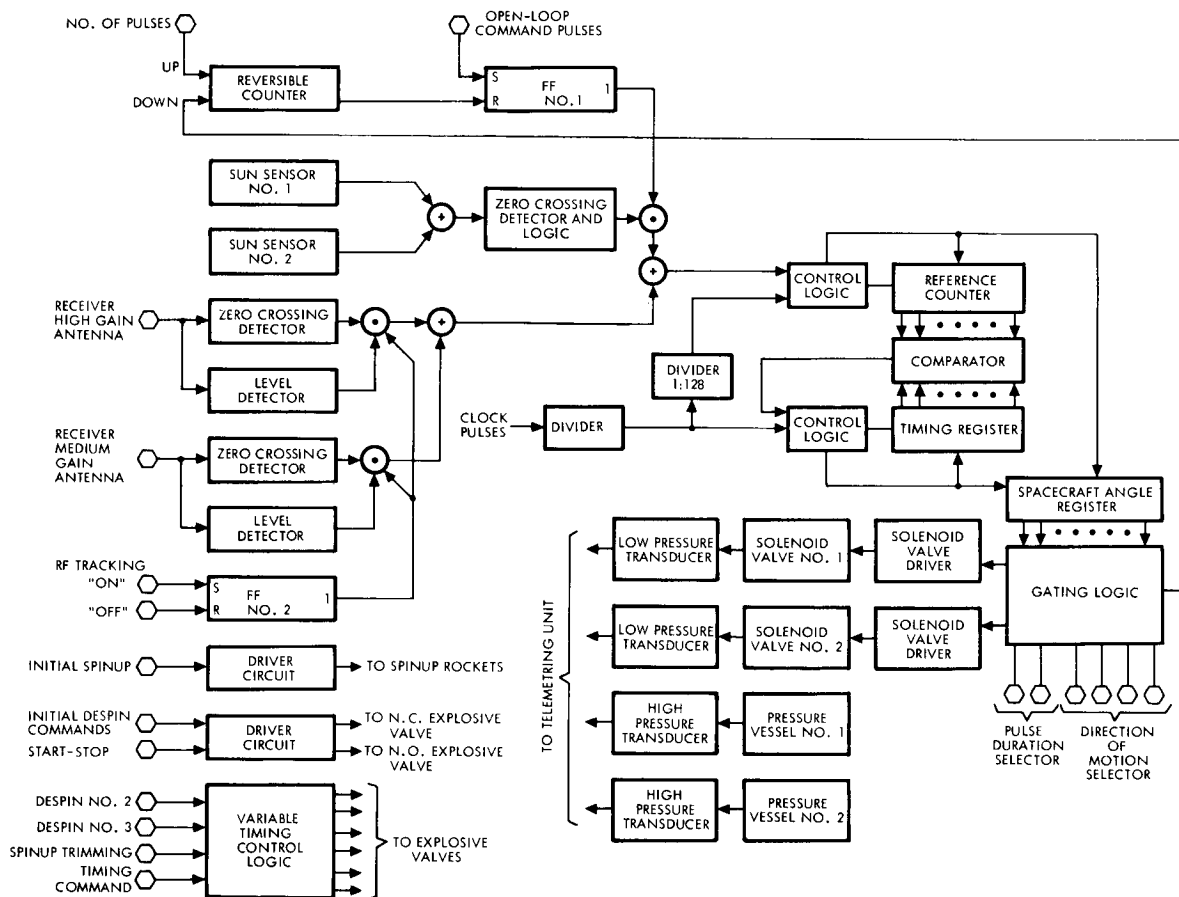 NO. OF PULSES
OPEN-LOOP
COMMAND PULSES
UP
DOWN
REVERSIBLE
COUNTER
S
R
FF
NO. 1
1
SUN SENSOR
NO. 1
SUN SENSOR
NO. 2
+
ZERO CROSSING
DETECTOR AND
LOGIC
•
+
RECEIVER
HIGH GAIN
ANTENNA
ZERO CROSSING
DETECTOR
•
+
LEVEL
DETECTOR
RECEIVER
MEDIUM
GAIN
ANTENNA
ZERO CROSSING
DETECTOR
•
LEVEL
DETECTOR
RF TRACKING
"ON"
"OFF"
S
R
FF
NO. 2
1
CONTROL
LOGIC
REFERENCE
COUNTER
COMPARATOR
DIVIDER
1:128
CLOCK
PULSES
DIVIDER
CONTROL
LOGIC
TIMING REGISTER
SPACECRAFT ANGLE
REGISTER
GATING LOGIC
PULSE
DURATION
SELECTOR
DIRECTION
OF
MOTION
SELECTOR
TO TELEMETRING UNIT
LOW PRESSURE
TRANSDUCER
SOLENOID
VALVE NO. 1
SOLENOID
VALVE
DRIVER
LOW PRESSURE
TRANSDUCER
SOLENOID
VALVE NO. 2
SOLENOID
VALVE
DRIVER
HIGH
PRESSURE
TRANSDUCER
PRESSURE
VESSEL NO. 1
HIGH
PRESSURE
TRANSDUCER
PRESSURE
VESSEL NO. 2
INITIAL SPINUP
DRIVER
CIRCUIT
TO SPINUP ROCKETS
INITIAL DESPIN
COMMANDS
START-STOP
DRIVER
CIRCUIT
TO N.C. EXPLOSIVE
VALVE
TO N.O. EXPLOSIVE
VALVE
DESPIN NO. 2
DESPIN NO. 3
SPINUP TRIMMING
TIMING
COMMAND
VARIABLE
TIMING
CONTROL
LOGIC
TO EXPLOSIVE
VALVES